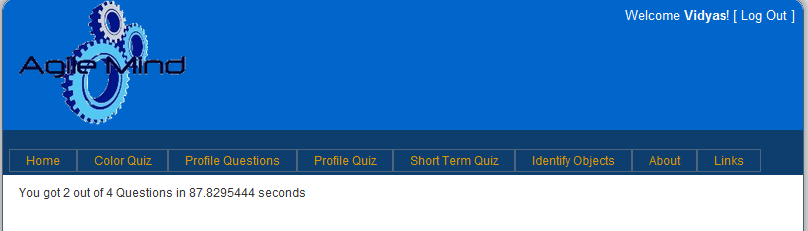 Welcome Vidyas! [ Log Out ]
Agile Mind
Home Color Quiz Profile Questions Profile Quiz Short Term Quiz Identify Objects About Links
You got 2 out of 4 Questions in 87.8295444 seconds